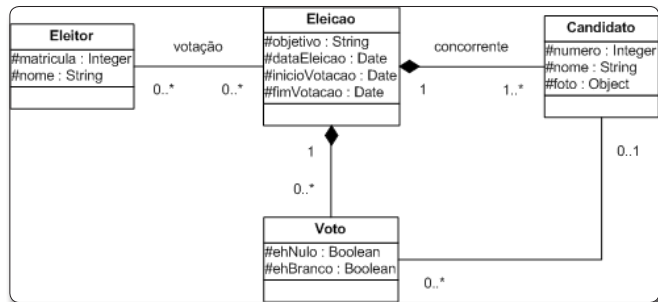 Eleitor
#matricula : Integer
#nome : String
votação
0..*
0..*
Eleicao
#objetivo : String
#dataEleicao : Date
#inicioVotacao : Date
#fimVotacao : Date
concorrente
1
1..*
Candidato
#numero : Integer
#nome : String
#foto : Object
1
0..*
0..1
Voto
#ehNulo : Boolean
#ehBranco : Boolean
0..*